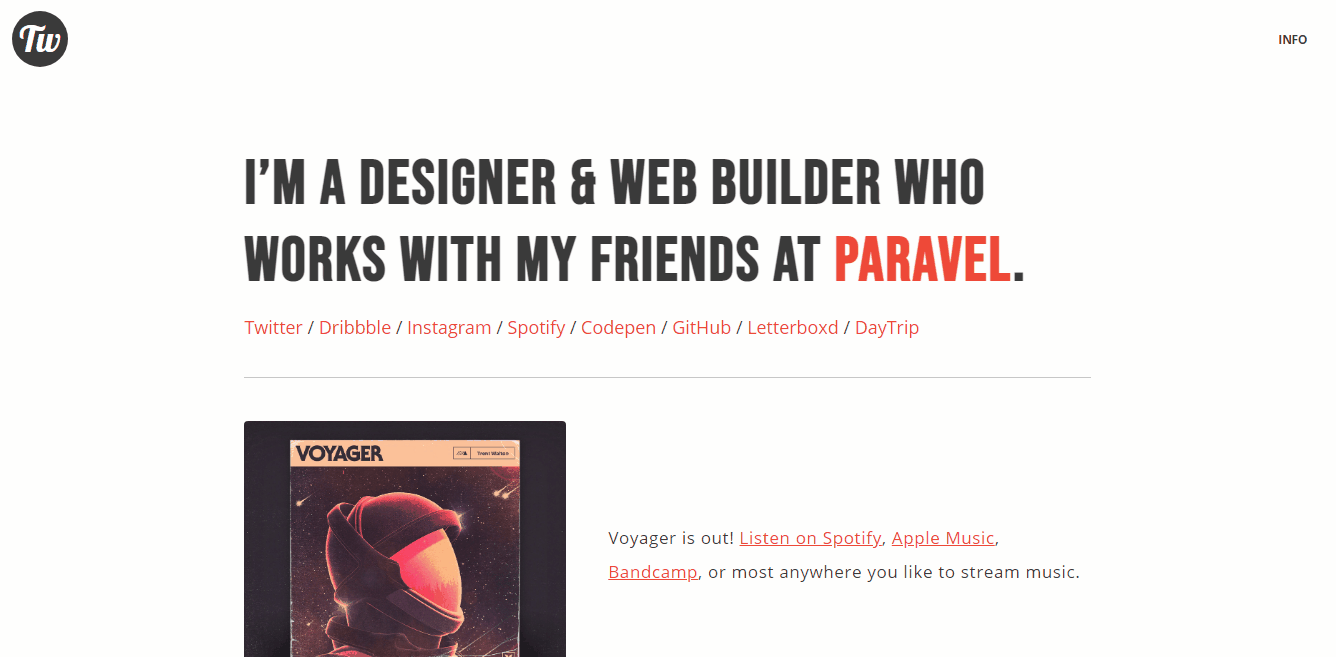 Tw
INFO
I'M A DESIGNER & WEB BUILDER WHO
WORKS WITH MY FRIENDS AT PARAVEL.
Twitter / Dribbble / Instagram / Spotify / Codepen / GitHub / Letterboxd / DayTrip
VOYAGER
Trent Walton
Voyager is out! Listen on Spotify, Apple Music,
Bandcamp, or most anywhere you like to stream music.